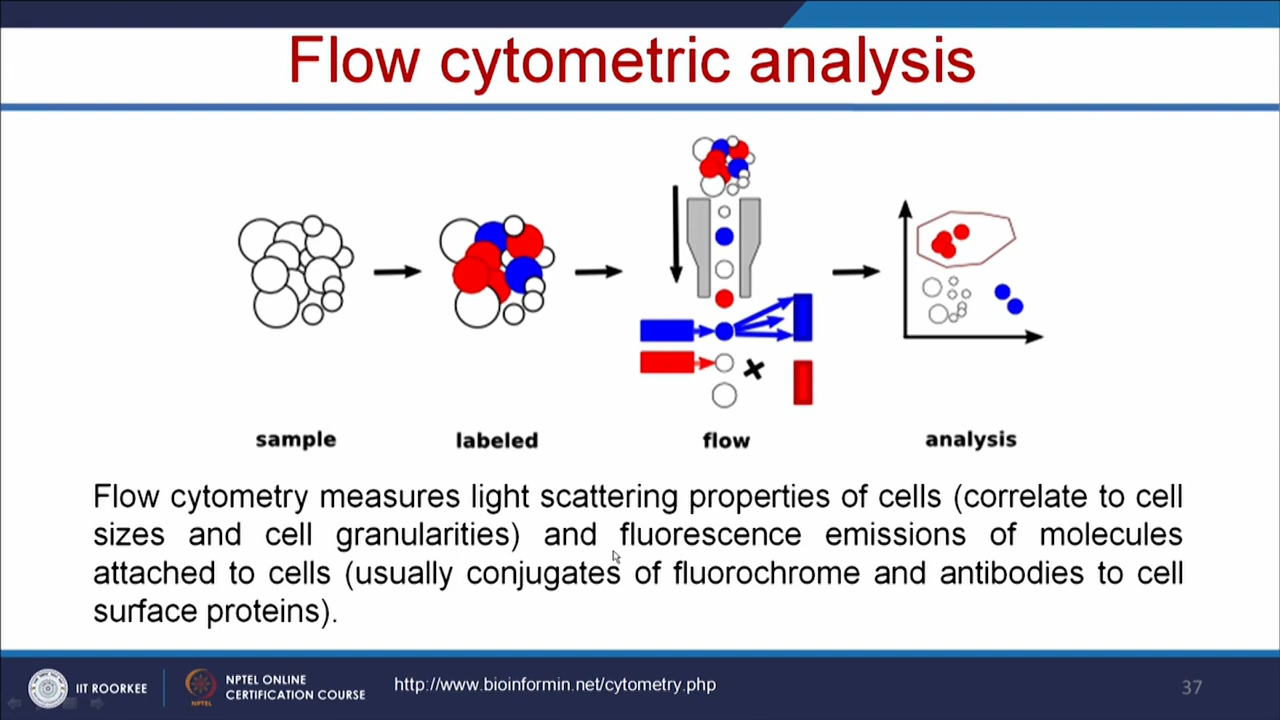 Flow cytometric analysis
sample
labeled
flow
analysis
Flow cytometry measures light scattering properties of cells (correlate to cell
sizes and cell granularities) and fluorescence emissions of molecules
attached to cells (usually conjugates of fluorochrome and antibodies to cell
surface proteins).
IIT ROORKEE
NPTEL
NPTEL ONLINE
CERTIFICATION COURSE
http://www.bioinformin.net/cytometry.php
37